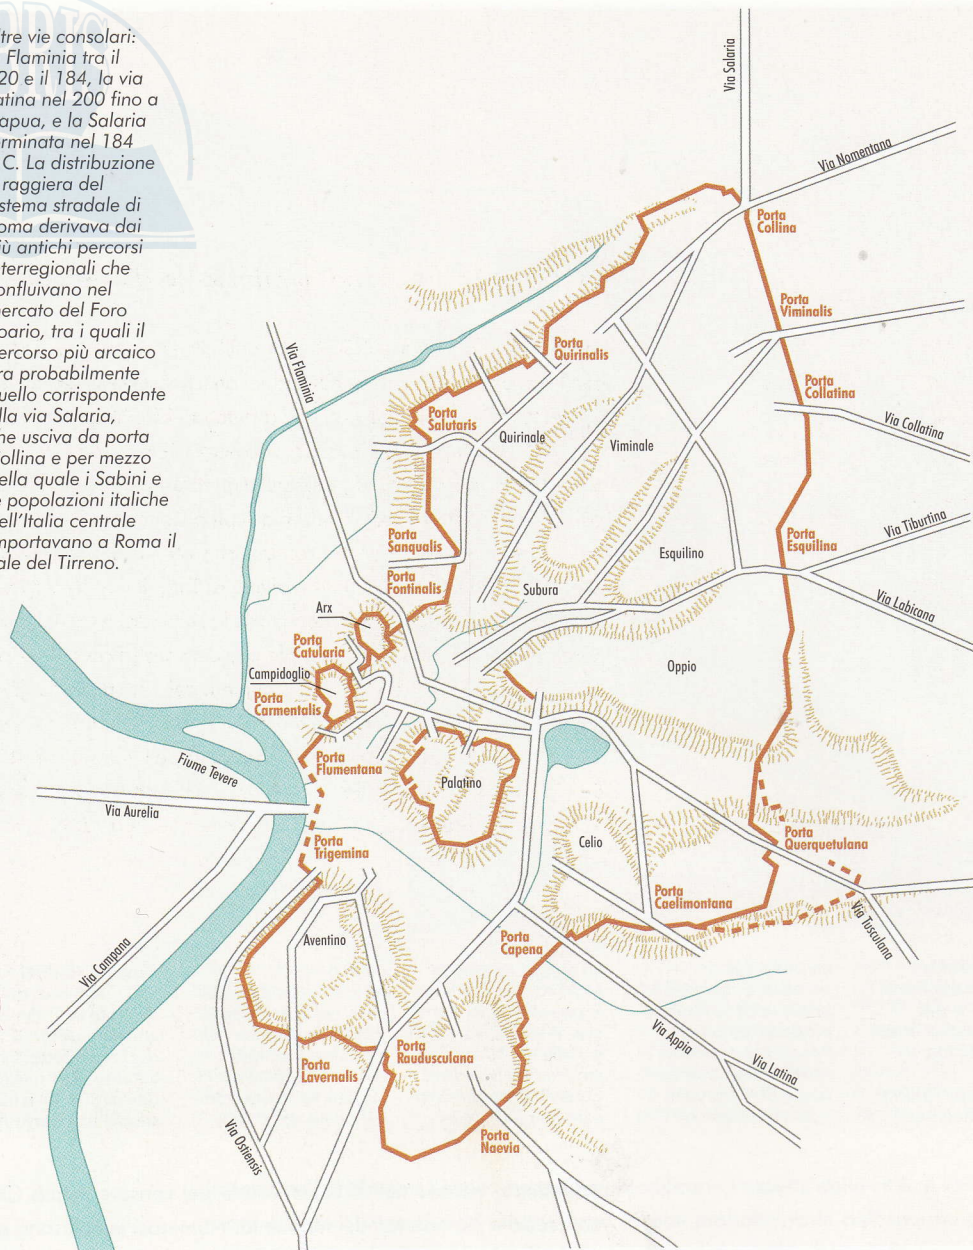 tre vie consolari:
Flaminia tra il
20 e il 184, la via
atina nel 200 fino a
apua, e la Salaria
erminata nel 184
C. La distribuzione
raggiera del
istema stradale di
oma derivava dai
iù antichi percorsi
nterregionali che
onfluivano nel
mercato del Foro
oario, tra i quali il
ercorso più arcaico
ra probabilmente
quello corrispondente
lla via Salaria,
he usciva da porta
ollina e per mezzo
ella quale i Sabini e
e popolazioni italiche
ell'Italia centrale
mportavano a Roma il
ale del Tirreno.
Via Salaria
Via Nomentana
Porta
Collina
Porta
Viminalis
Porta
Quirinalis
Via Flaminia
Porta
Collatina
Porta
Salutaris
Quirinale
Viminale
Via Collatina
Porta
Sanqualis
Porta
Esquilina
Via Tiburtina
Esquilino
Porta
Fontinalis
Subura
Via Labicana
Arx
Porta
Catularia
Campidoglio
Oppio
Porta
Carmentalis
Porta
Flumentana
Fiume Tevere
Palatino
Via Aurelia
Porta
Trigemina
Celio
Porta
Querquetulana
Porta
Caelimontana
Via Tusculana
Aventino
Porta
Capena
Via Campana
Via Appia
Porta
Raudusculana
Porta
Lavernalis
Via Latina
Via Ostiensis
Porta
Naevia